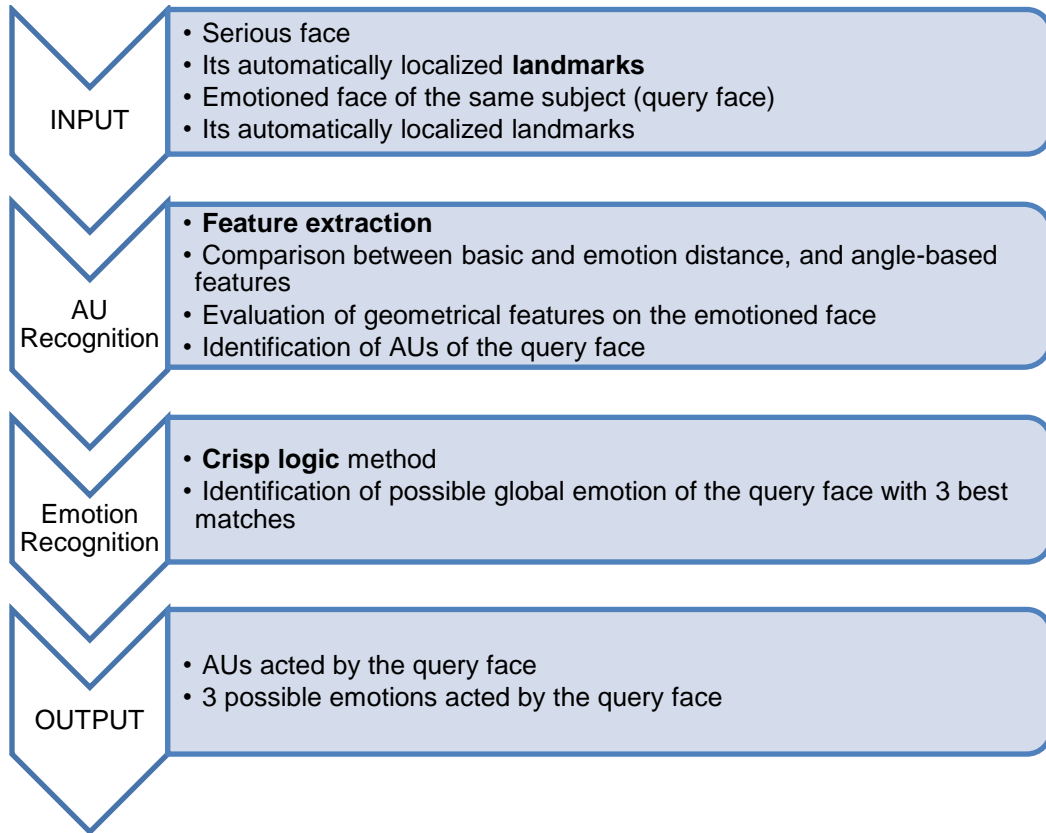 INPUT
• Serious face
• Its automatically localized landmarks
• Emotioned face of the same subject (query face)
• Its automatically localized landmarks
AU
Recognition
• Feature extraction
• Comparison between basic and emotion distance, and angle-based
features
• Evaluation of geometrical features on the emotioned face
• Identification of AUs of the query face
Emotion
Recognition
• Crisp logic method
• Identification of possible global emotion of the query face with 3 best
matches
OUTPUT
• AUs acted by the query face
• 3 possible emotions acted by the query face